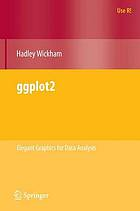 Use R!
Hadley Wickham
ggplot2
Elegant Graphics for Data Analysis
Springer